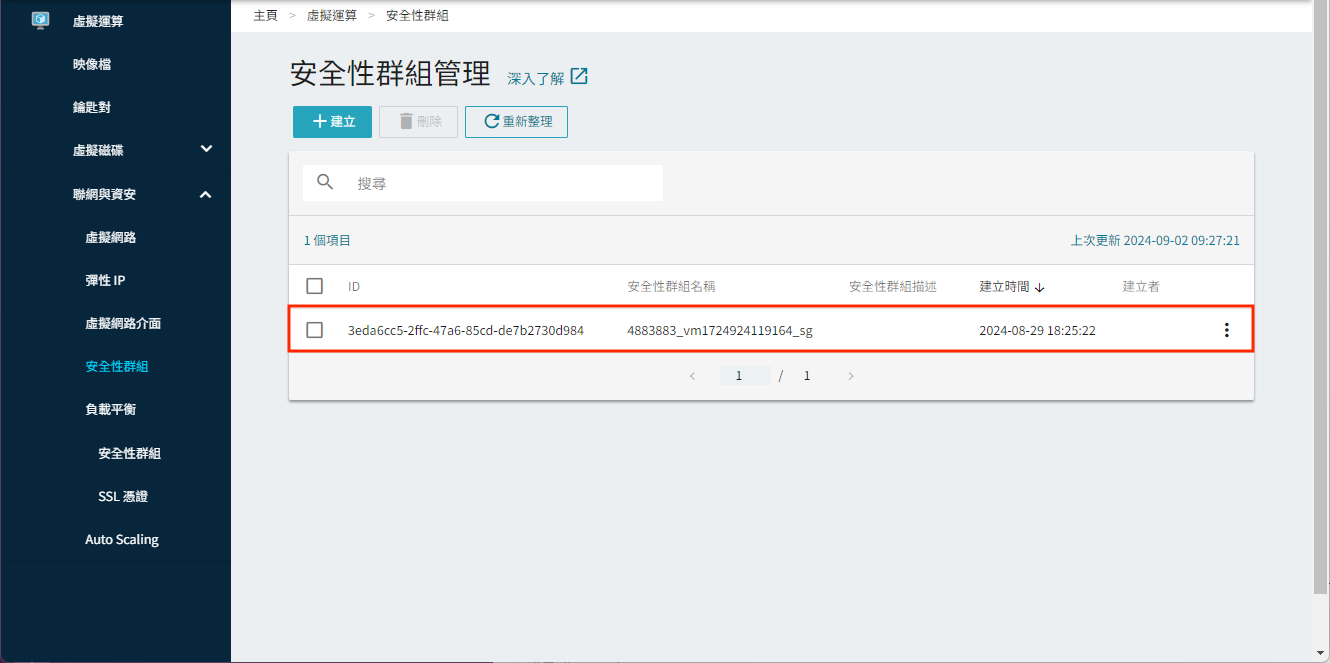 虛擬運算
映像檔
鑰匙對
虛擬磁碟
聯網與資安
虛擬網路
彈性 IP
虛擬網路介面
安全性群組
負載平衡
安全性群組
SSL 憑證
Auto Scaling
主頁 > 虛擬運算 > 安全性群組
安全性群組管理 深入了解
建立 刪除 重新整理
搜尋
1 個項目 上次更新 2024-09-02 09:27:21
ID 安全性群組名稱 安全性群組描述 建立時間 建立者
3eda6cc5-2ffc-47a6-85cd-de7b2730d984 4883883_vm1724924119164_sg 2024-08-29 18:25:22
< 1 / 1 >